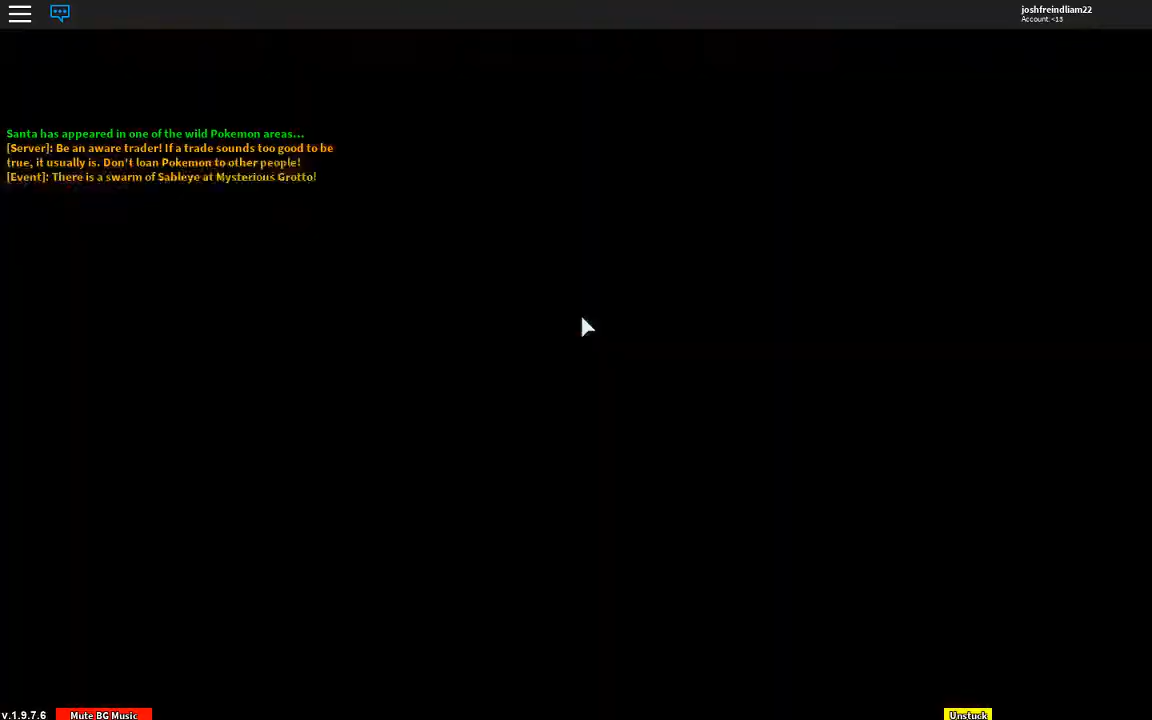 joshfreindliam22
Account: <13
Santa has appeared in one of the wild Pokemon areas...
[Server]: Be an aware trader! If a trade sounds too good to be
true, it usually is. Don't loan Pokemon to other people!
[Event]: There is a swarm of Sableye at Mysterious Grotto!
v.1.9.7.6
Mute BG Music
Unstuck